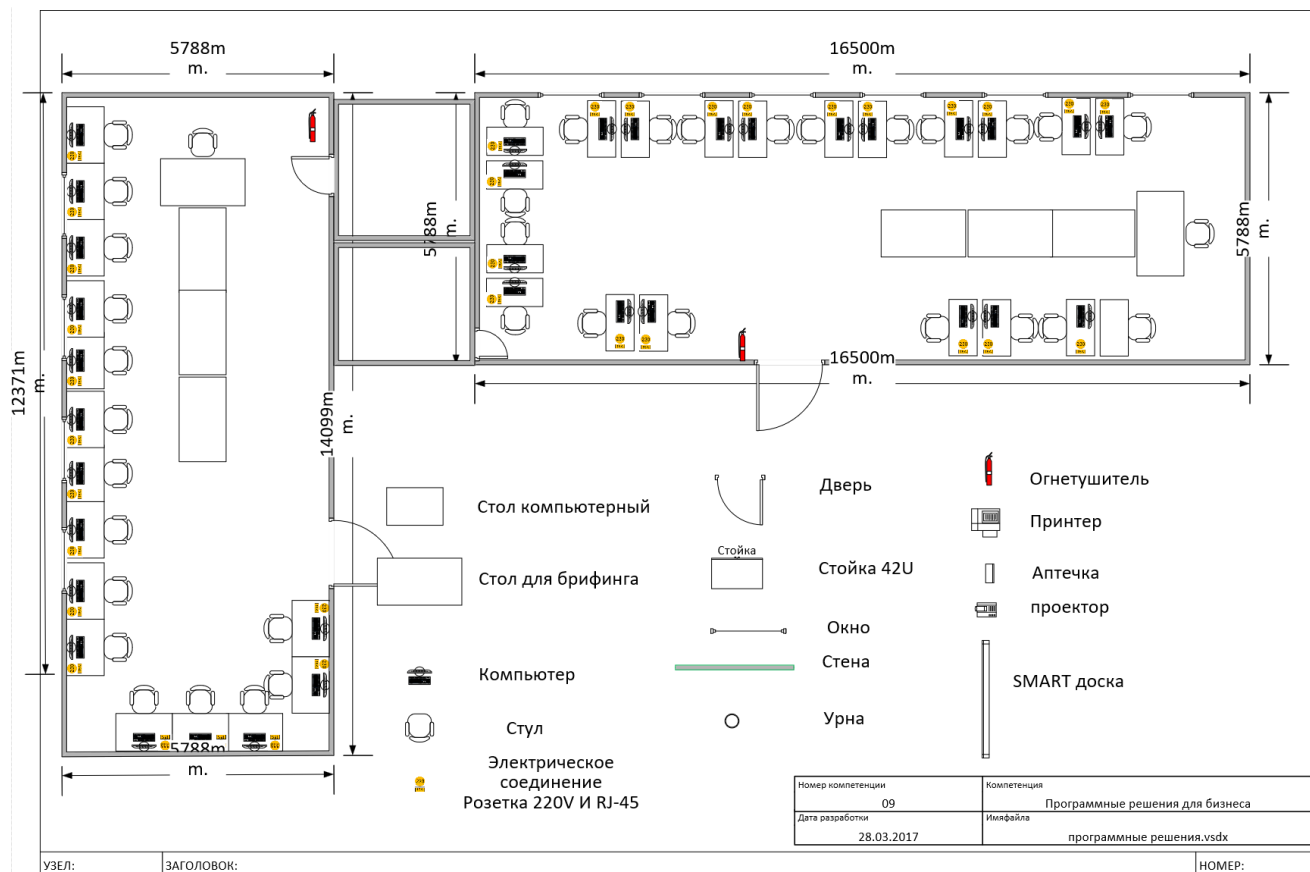 5788m
m.
16500m
m.
5788m
m.
5788m
m.
12371m
m.
14099m
m.
16500m
m.
5788m
m.
Стол компьютерный
Стол для брифинга
Компьютер
Стул
Электрическое
соединение
Розетка 220V И RJ-45
Дверь
Стойка
Стойка 42U
Окно
Стена
Урна
Огнетушитель
Принтер
Аптечка
проектор
SMART доска
Номер компетенции
09
Компетенция
Программные решения для бизнеса
Дата разработки
28.03.2017
Имяфайла
программные решения.vsdx
УЗЕЛ:
ЗАГОЛОВОК:
НОМЕР: